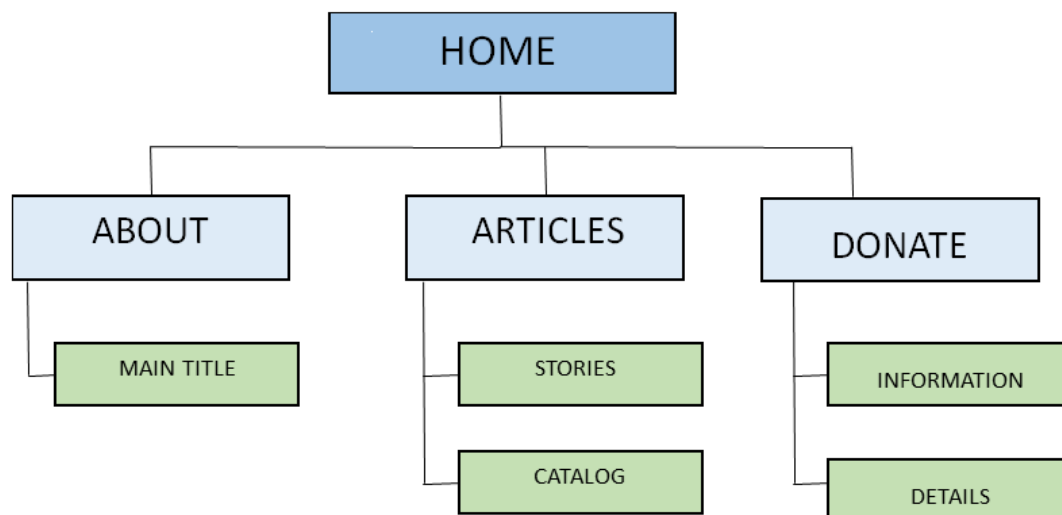 HOME
ABOUT
ARTICLES
DONATE
MAIN TITLE
STORIES
INFORMATION
CATALOG
DETAILS